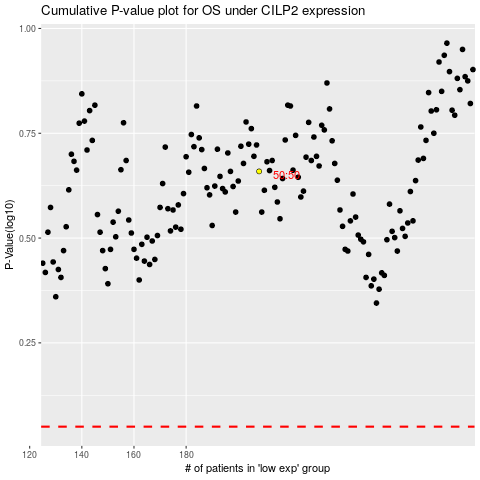 Cumulative P-value plot for OS under CILP2 expression
1.00
0.75
0.50
0.25
P-Value(log10)
50:50
120 140 160 180
# of patients in 'low exp' group